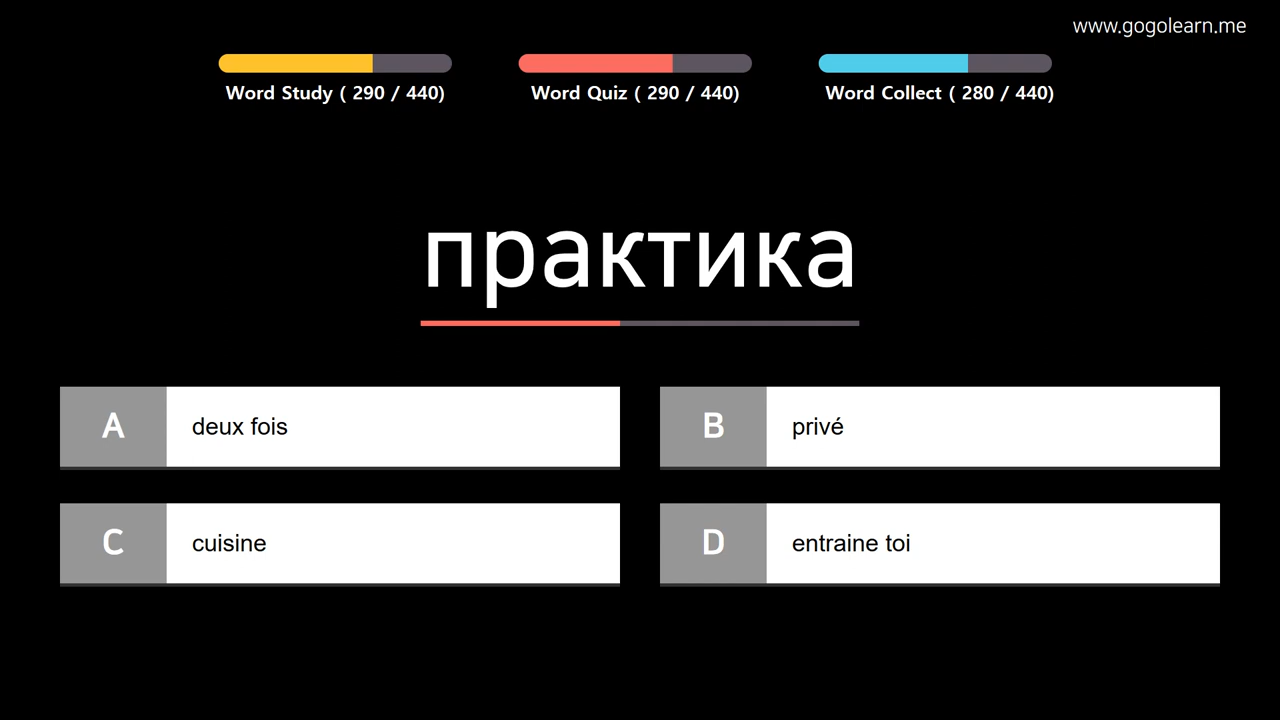 www.gogolearn.me
Word Study ( 290 / 440)
Word Quiz ( 290 / 440)
Word Collect ( 280 / 440)
практика
A deux fois
B privé
C cuisine
D entraine toi